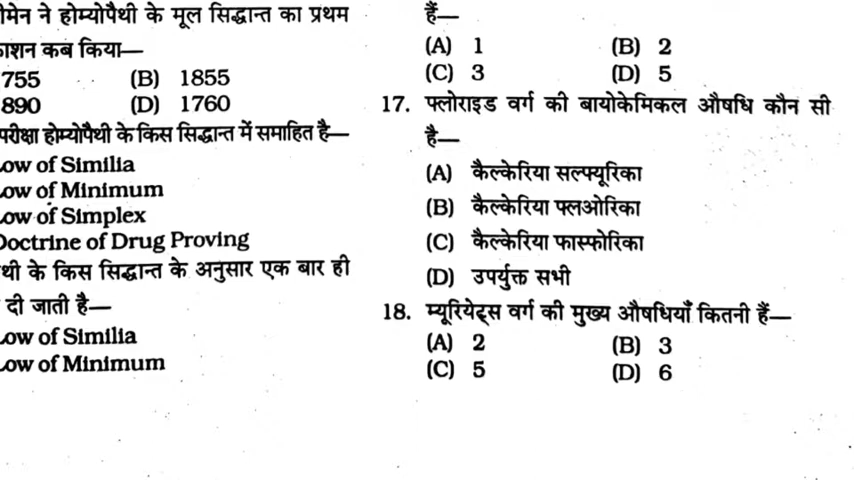 ीमेन ने होम्योपैथी के मूल सिद्धान्त का प्रथम
ाशन कब किया—
755 (B) 1855
890 (D) 1760
परीक्षा होम्योपैथी के किस सिद्धान्त में समाहित है—
ow of Similia
ow of Minimum
ow of Simplex
Doctrine of Drug Proving
थी के किस सिद्धान्त के अनुसार एक बार ही
दी जाती है—
ow of Similia
ow of Minimum
हैं—
(A) 1 (B) 2
(C) 3 (D) 5
17. फ्लोराइड वर्ग की बायोकेमिकल औषधि कौन सी
है—
(A) कैल्केरिया सल्फ्यूरिका
(B) कैल्केरिया फ्लओरिका
(C) कैल्केरिया फास्फोरिका
(D) उपर्युक्त सभी
18. म्यूरियेट्स वर्ग की मुख्य औषधियाँ कितनी हैं—
(A) 2 (B) 3
(C) 5 (D) 6